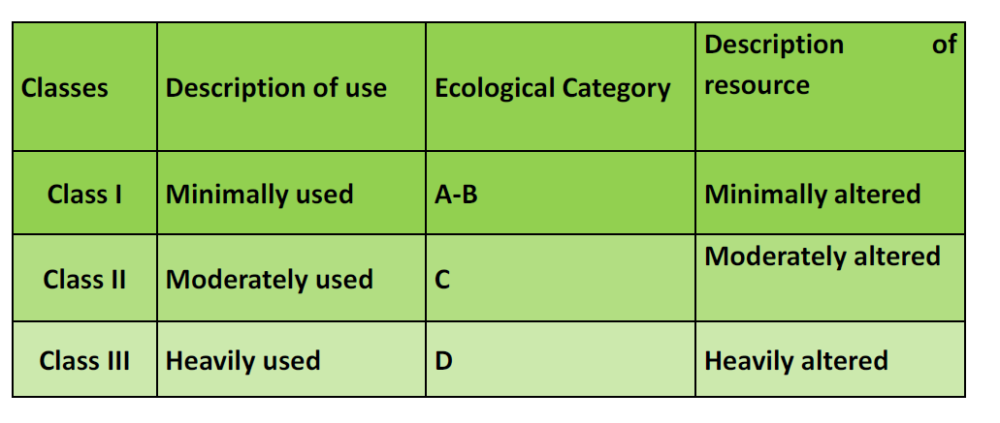 Classes
Description of use
Ecological Category
Description of
resource
Class I
Minimally used
A-B
Minimally altered
Class II
Moderately used
C
Moderately altered
Class III
Heavily used
D
Heavily altered